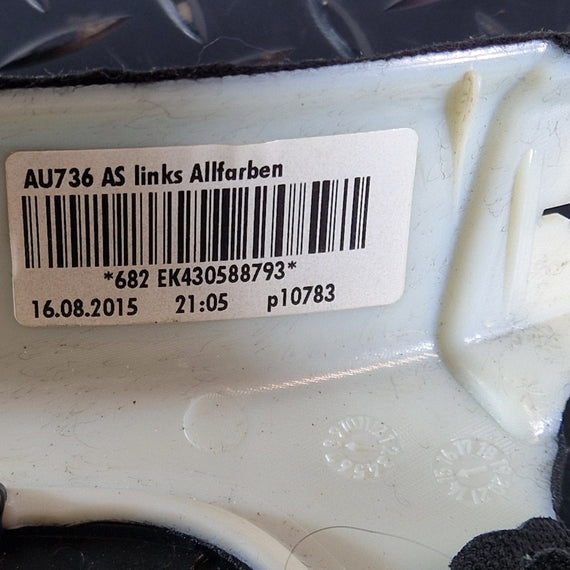 AU736 AS links Allfarben
*682 EK430588793*
16.08.2015 21:05 p10783